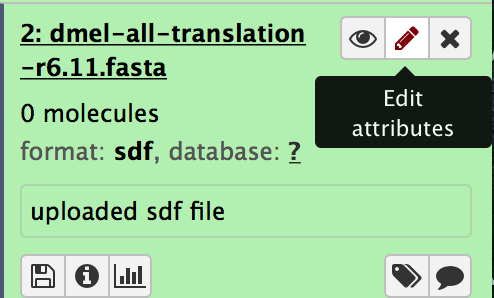 2: dmel-all-translation
-r6.11.fasta
Edit
attributes
0 molecules
format: sdf, database: ?
uploaded sdf file